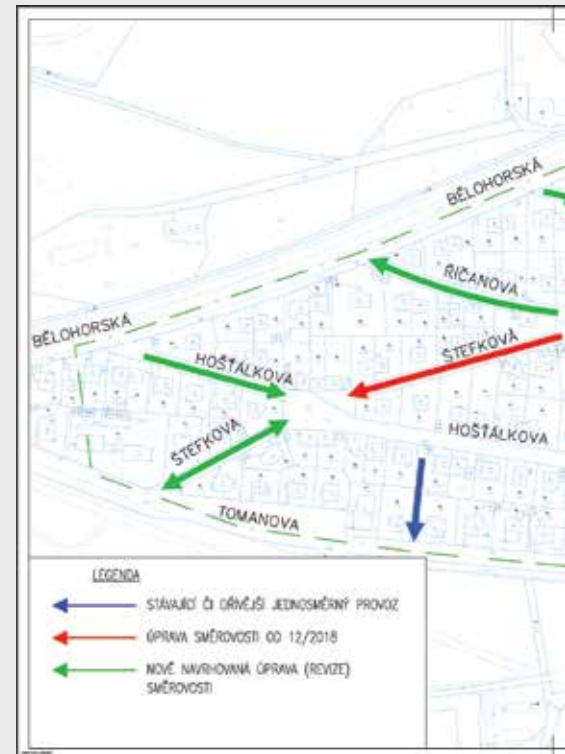 BĚLOHORSKÁ
ŘÍČANOVA
BĚLOHORSKÁ
ŠTEFKOVA
HOŠŤÁLKOVA
HOŠŤÁLKOVA
ŠTEFKOVA
TOMANOVA
LEGENDA
STÁVAJÍCÍ ČI DŘÍVĚJŠÍ JEDNOSMĚRNÝ PROVOZ
ÚPRAVA SMĚROVOSTI OD 12/2018
NOVĚ NAVRHOVANÁ ÚPRAVA (REVIZE)
SMĚROVOSTI